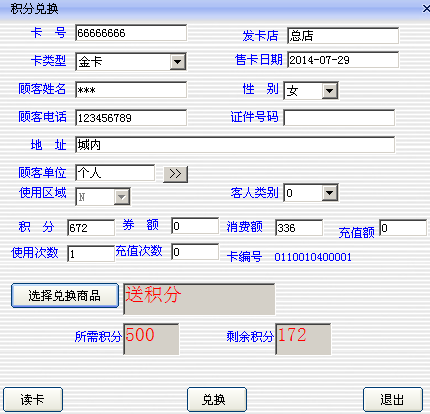 积分兑换
卡 号 66666666 发卡店 总店
卡类型 金卡 售卡日期 2014-07-29
顾客姓名 *** 性 别 女
顾客电话 123456789 证件号码
地 址 城内
顾客单位 个人 >>
使用区域 N 客人类别 0
积 分 672 券 额 0 消费额 336 充值额 0
使用次数 1 充值次数 0 卡编号 0110010400001
选择兑换商品 送积分
所需积分 500 剩余积分 172
读卡 兑换 退出